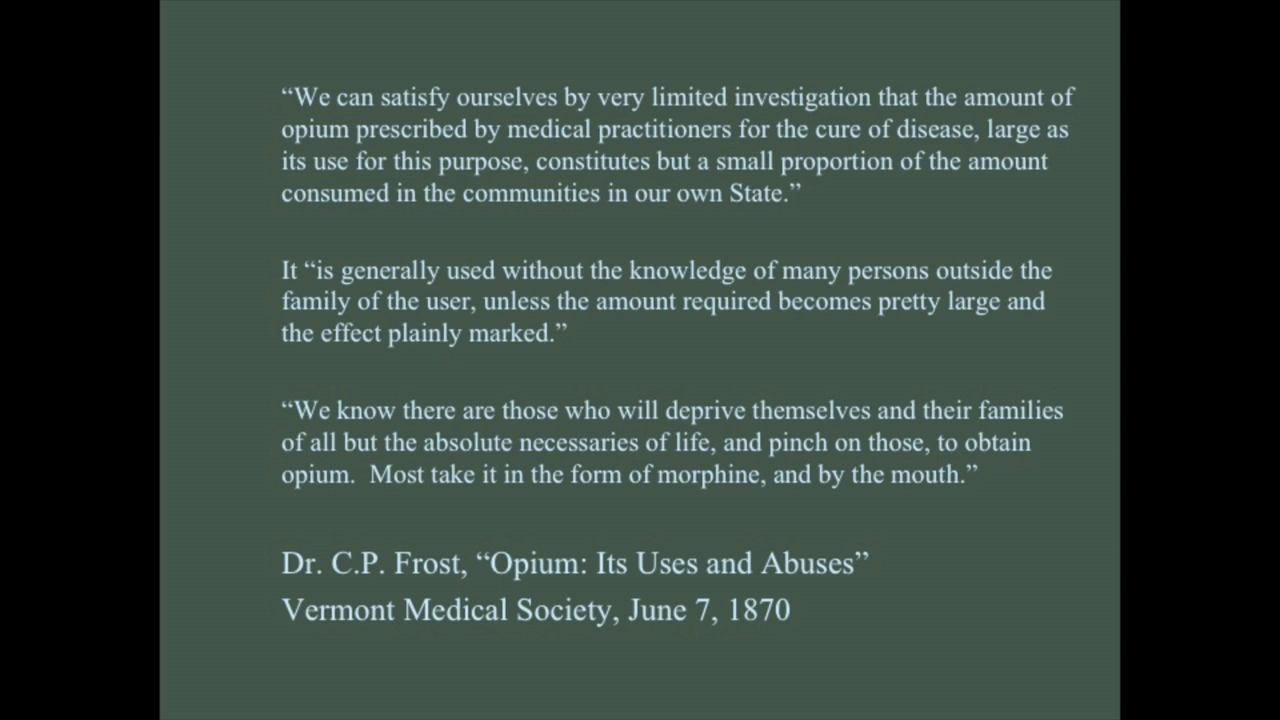 “We can satisfy ourselves by very limited investigation that the amount of
opium prescribed by medical practitioners for the cure of disease, large as
its use for this purpose, constitutes but a small proportion of the amount
consumed in the communities in our own State.”
It “is generally used without the knowledge of many persons outside the
family of the user, unless the amount required becomes pretty large and
the effect plainly marked.”
“We know there are those who will deprive themselves and their families
of all but the absolute necessaries of life, and pinch on those, to obtain
opium.  Most take it in the form of morphine, and by the mouth.”
Dr. C.P. Frost, “Opium: Its Uses and Abuses”
Vermont Medical Society, June 7, 1870